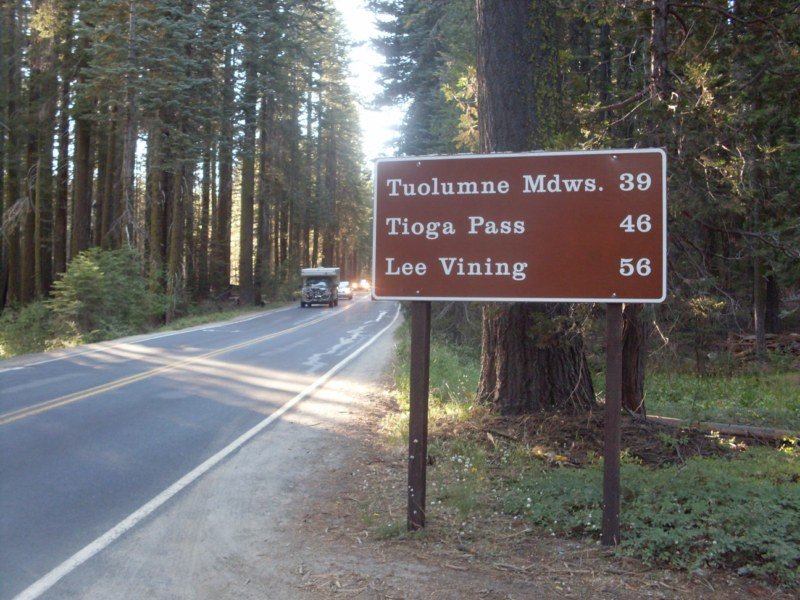 Tuolumne Mdws. 39
Tioga Pass 46
Lee Vining 56